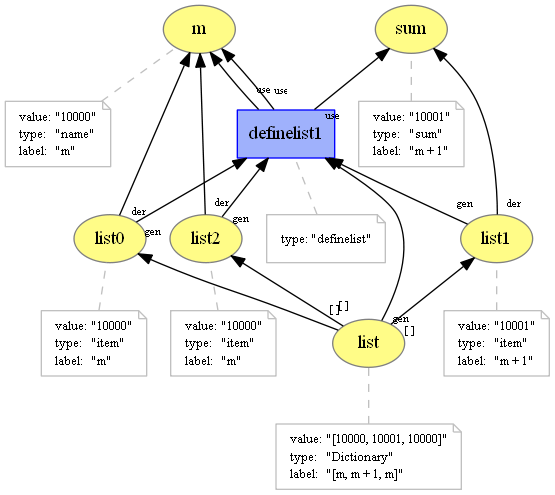 m
sum
use use
use
value: "10000"
type: "name"
label: "m"
definelist1
value: "10001"
type: "sum"
label: "m + 1"
der
der
gen
der
gen
gen
list0
list2
type: "definelist"
list1
[ ]
[ ]
gen
[ ]
value: "10000"
type: "item"
label: "m"
value: "10000"
type: "item"
label: "m"
list
value: "10001"
type: "item"
label: "m + 1"
value: "[10000, 10001, 10000]"
type: "Dictionary"
label: "[m, m + 1, m]"